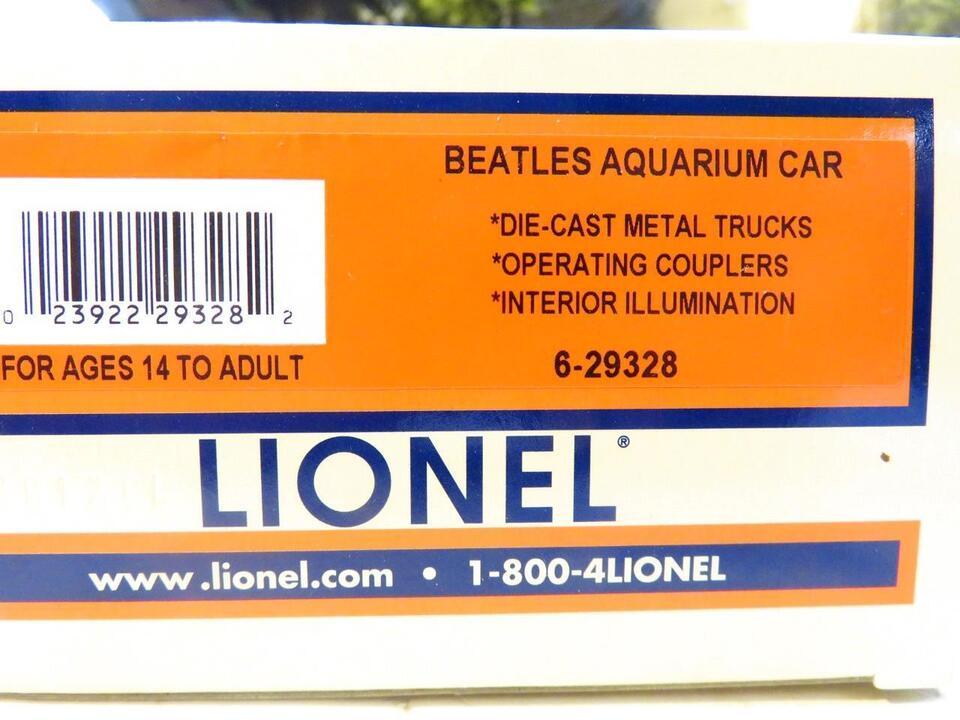 BEATLES AQUARIUM CAR
*DIE-CAST METAL TRUCKS
*OPERATING COUPLERS
*INTERIOR ILLUMINATION
6-29328
0 23922 29328 2
FOR AGES 14 TO ADULT
LIONEL®
www.lionel.com • 1-800-4LIONEL